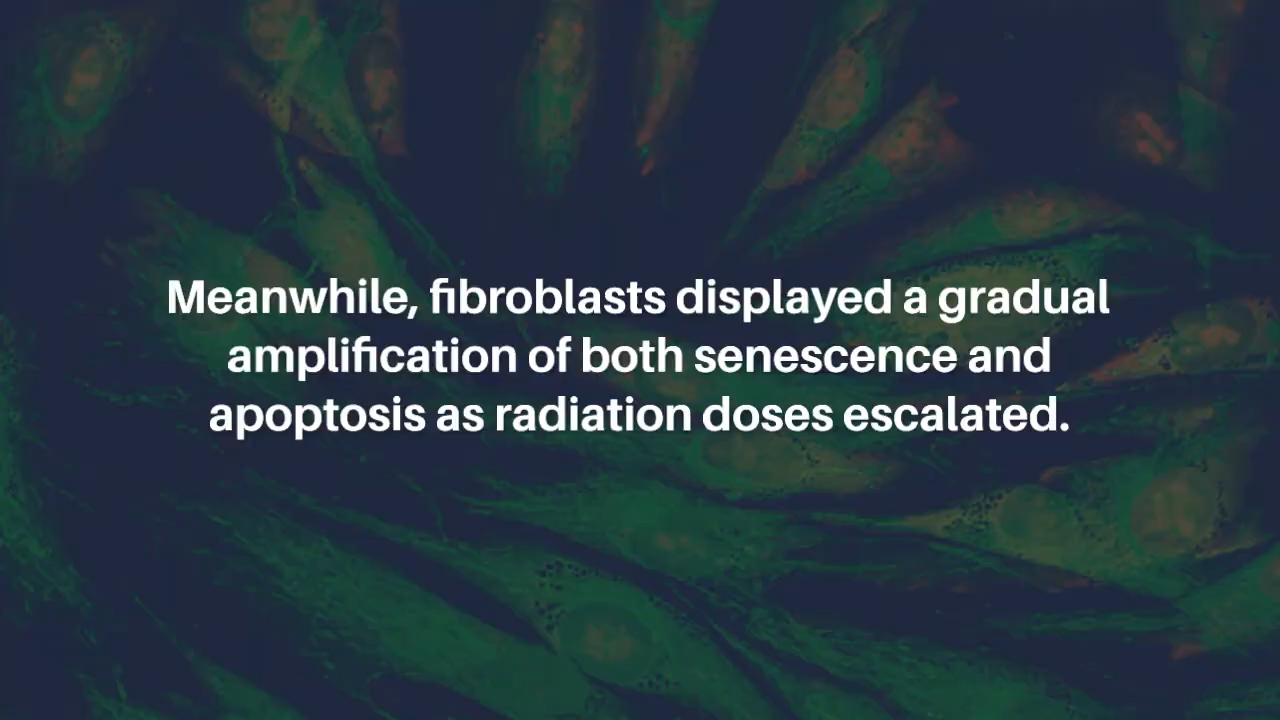 Meanwhile, fibroblasts displayed a gradual
amplification of both senescence and
apoptosis as radiation doses escalated.